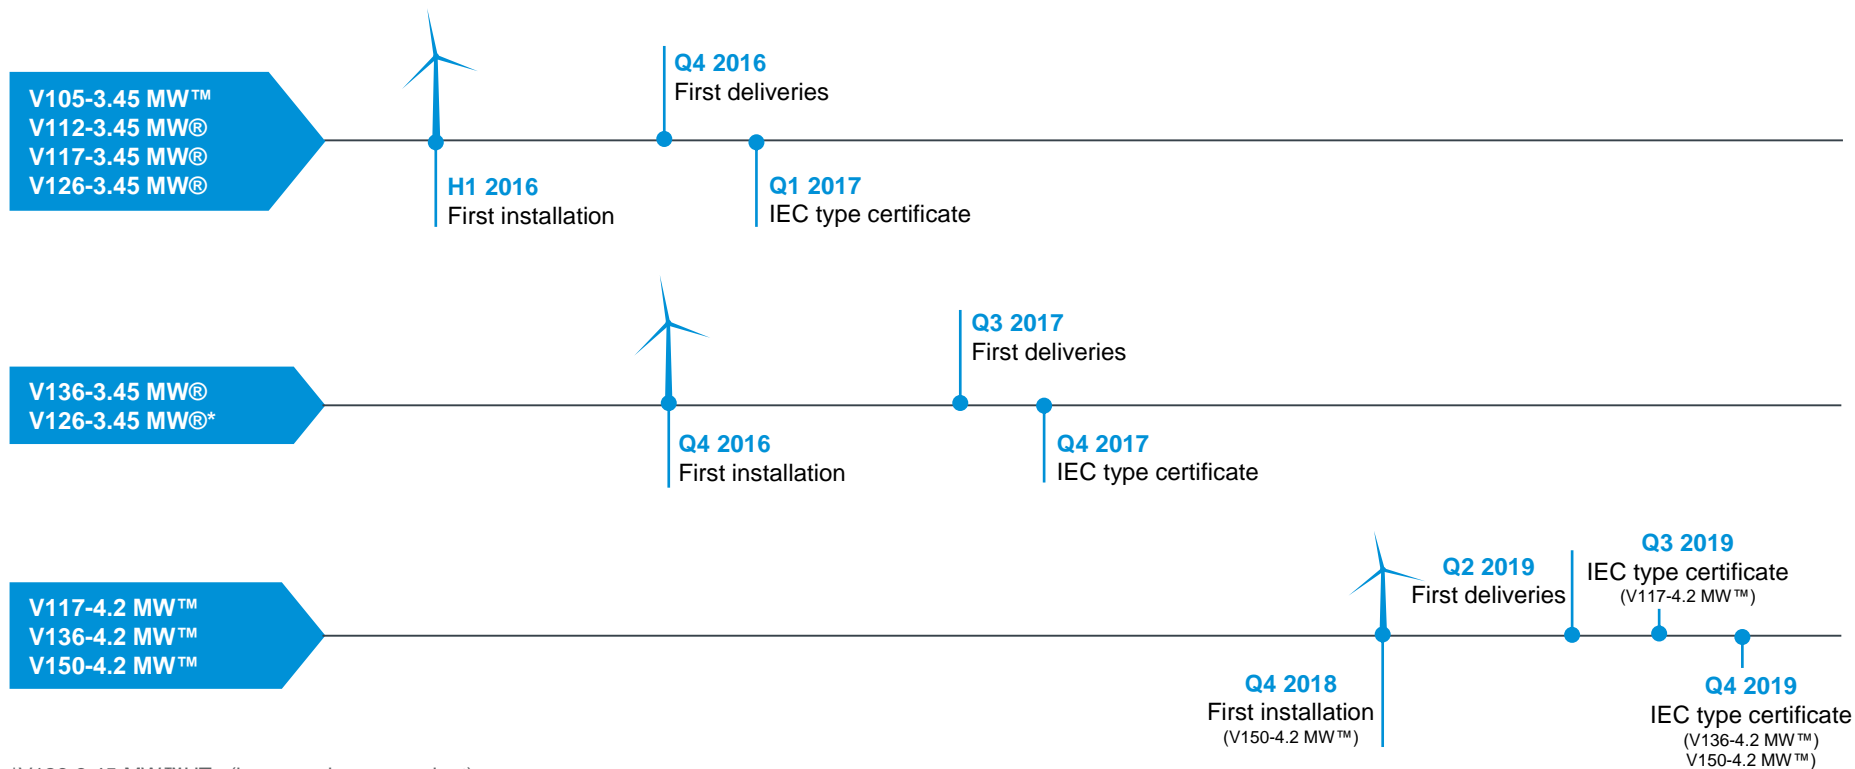 V105-3.45 MW™
V112-3.45 MW®
V117-3.45 MW®
V126-3.45 MW®
Q4 2016
First deliveries
H1 2016
First installation
Q1 2017
IEC type certificate
V136-3.45 MW®
V126-3.45 MW®*
Q3 2017
First deliveries
Q4 2016
First installation
Q4 2017
IEC type certificate
V117-4.2 MW™
V136-4.2 MW™
V150-4.2 MW™
Q2 2019
First deliveries
Q3 2019
IEC type certificate
(V117-4.2 MW™)
Q4 2018
First installation
(V150-4.2 MW™)
Q4 2019
IEC type certificate
(V136-4.2 MW™)
V150-4.2 MW™)